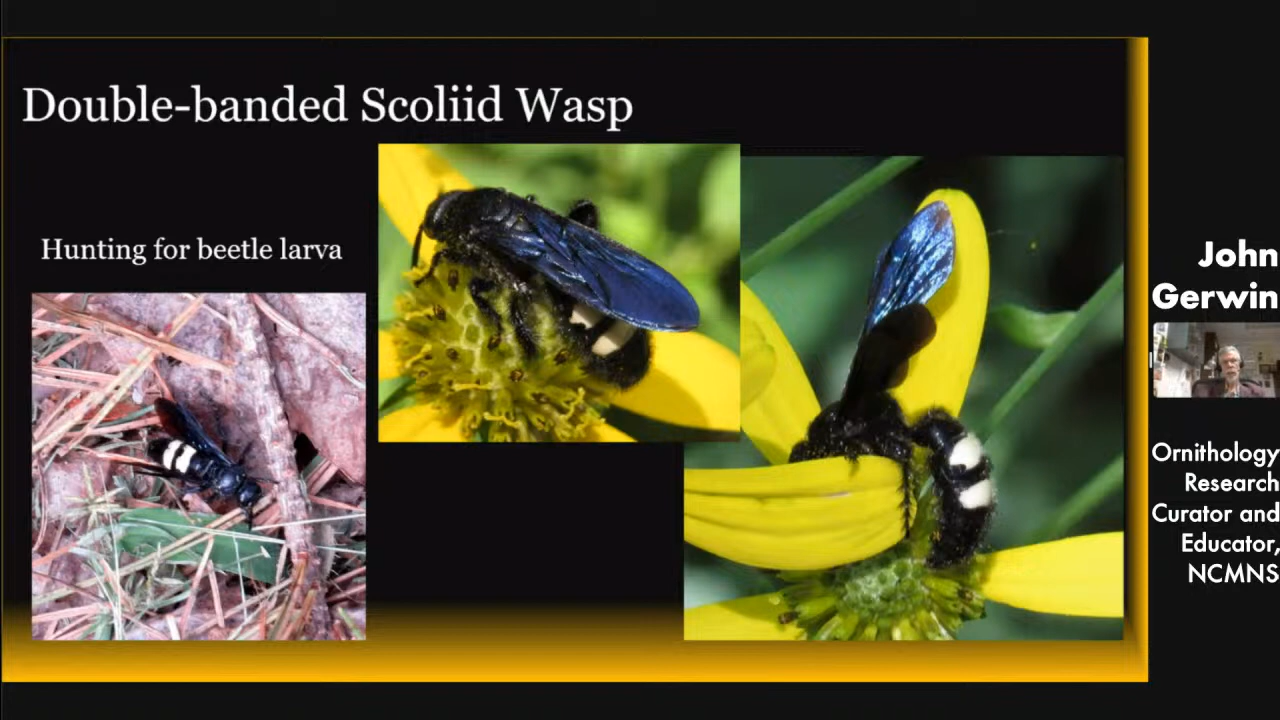 Double-banded Scoliid Wasp
Hunting for beetle larva
John
Gerwin
Ornithology
Research
Curator and
Educator,
NCMNS